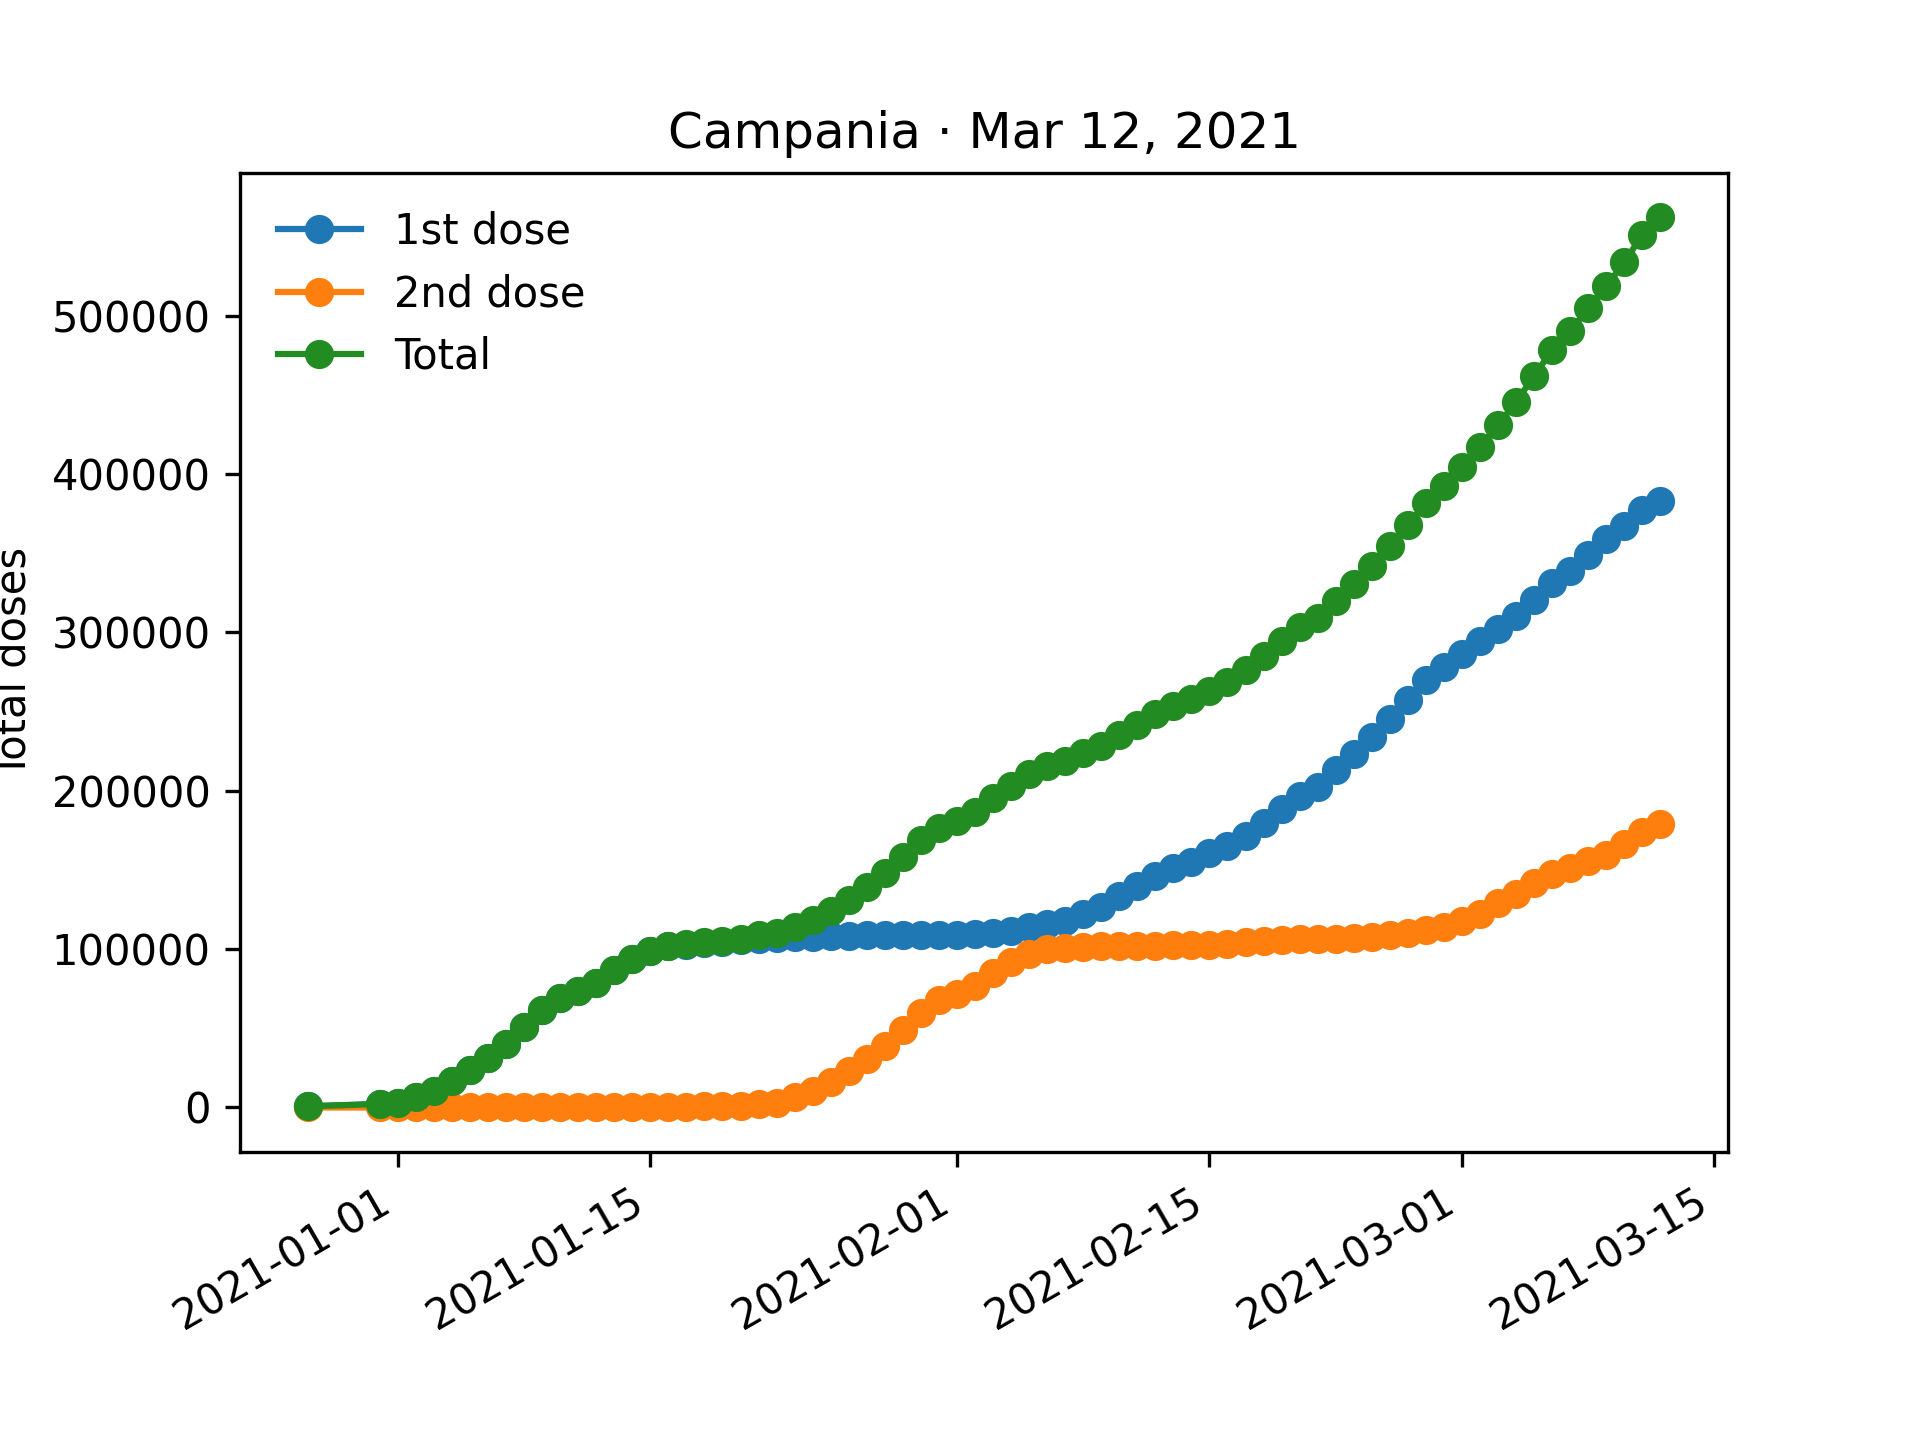 Campania · Mar 12, 2021
1st dose
2nd dose
Total
500000
400000
300000
200000
100000
0
Total doses
2021-01-01
2021-01-15
2021-02-01
2021-02-15
2021-03-01
2021-03-15